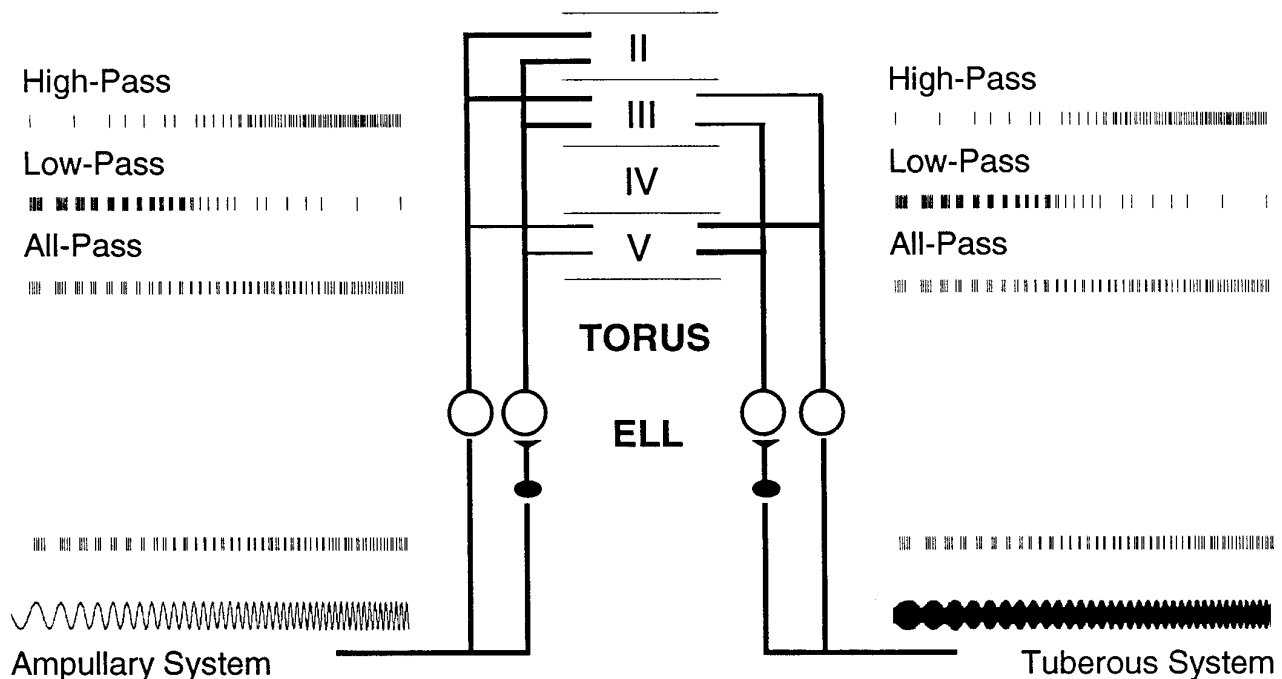 High-Pass
Low-Pass
All-Pass
II
III
IV
V
TORUS
ELL
High-Pass
Low-Pass
All-Pass
Ampullary System
Tuberous System